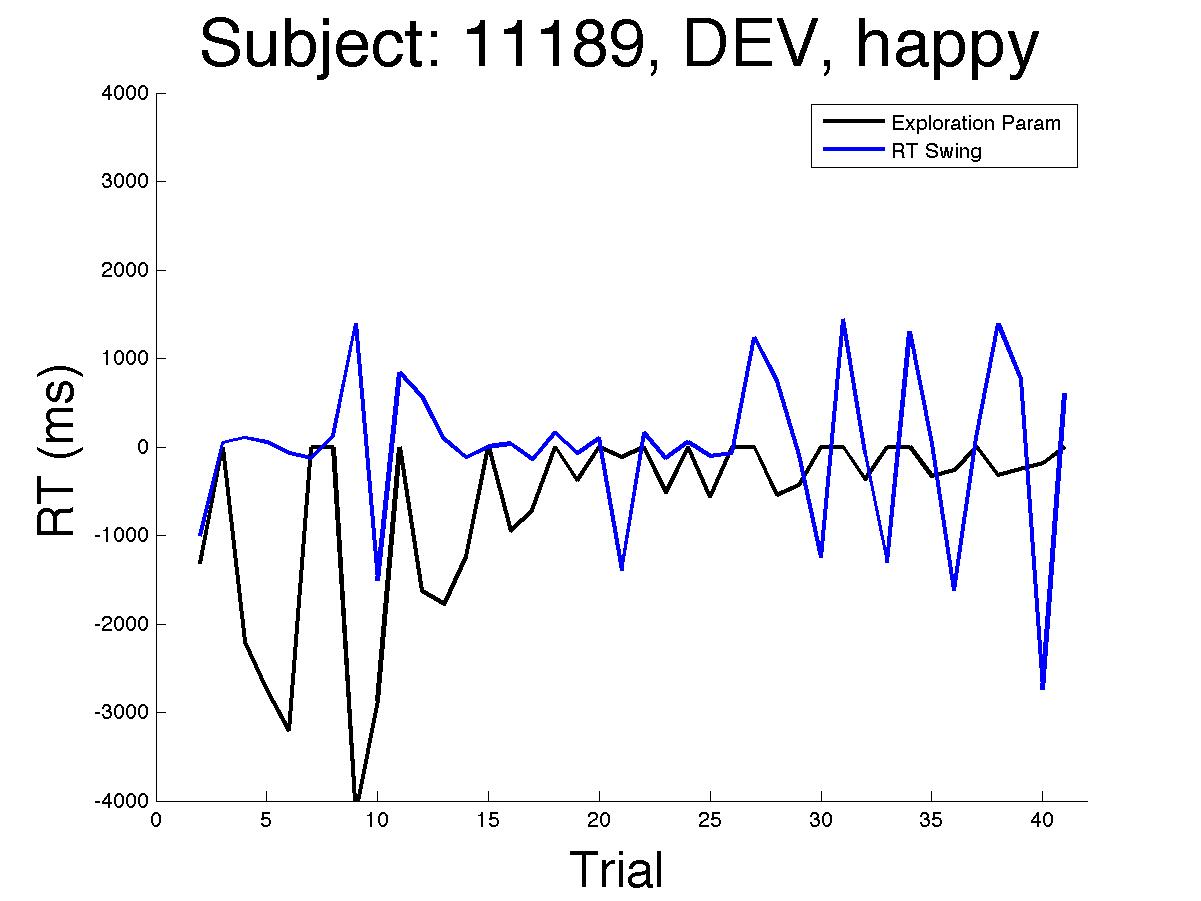 Subject: 11189, DEV, happy
Exploration Param
RT Swing
4000
3000
2000
1000
0
-1000
-2000
-3000
-4000
RT (ms)
0 5 10 15 20 25 30 35 40
Trial